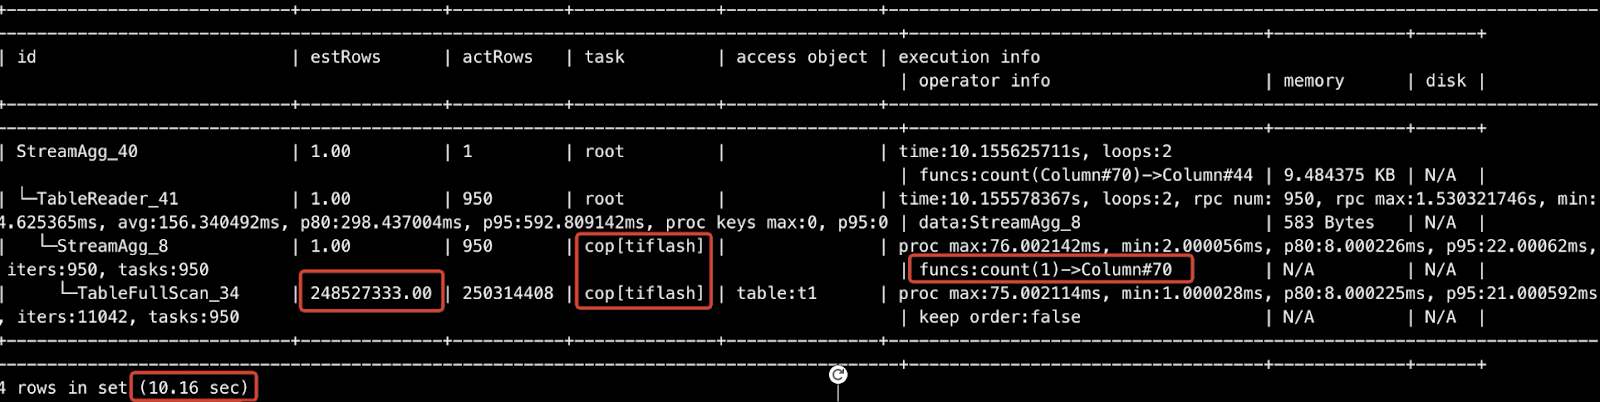 | id | estRows | actRows | task | access object | execution info
| operator info | memory | disk |
| StreamAgg_40 | 1.00 | 1 | root | | time:10.155625711s, loops:2
| funcs:count(Column#70)->Column#44 | 9.484375 KB | N/A |
| └─TableReader_41 | 1.00 | 950 | root | | time:10.155578367s, loops:2, rpc num: 950, rpc max:1.530321746s, min:
4.625365ms, avg:156.340492ms, p80:298.437004ms, p95:592.809142ms, proc keys max:0, p95:0 | data:StreamAgg_8 | 583 Bytes | N/A |
| └─StreamAgg_8 | 1.00 | 950 | cop[tiflash] | | proc max:76.002142ms, min:2.000056ms, p80:8.000226ms, p95:22.00062ms,
iters:950, tasks:950 | funcs:count(1)->Column#70 | N/A | N/A |
| └─TableFullScan_34 | 248527333.00 | 250314408 | cop[tiflash] | table:t1 | proc max:75.002114ms, min:1.000028ms, p80:8.000225ms, p95:21.000592ms
, iters:11042, tasks:950 | keep order:false | N/A | N/A |
4 rows in set (10.16 sec)